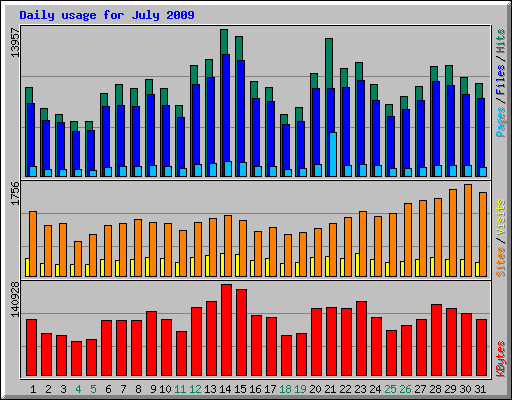 Daily usage for July 2009
13957
Pages / Files / Hits
1756
Sites / Visits
140928
KBytes
1 2 3 4 5 6 7 8 9 10 11 12 13 14 15 16 17 18 19 20 21 22 23 24 25 26 27 28 29 30 31